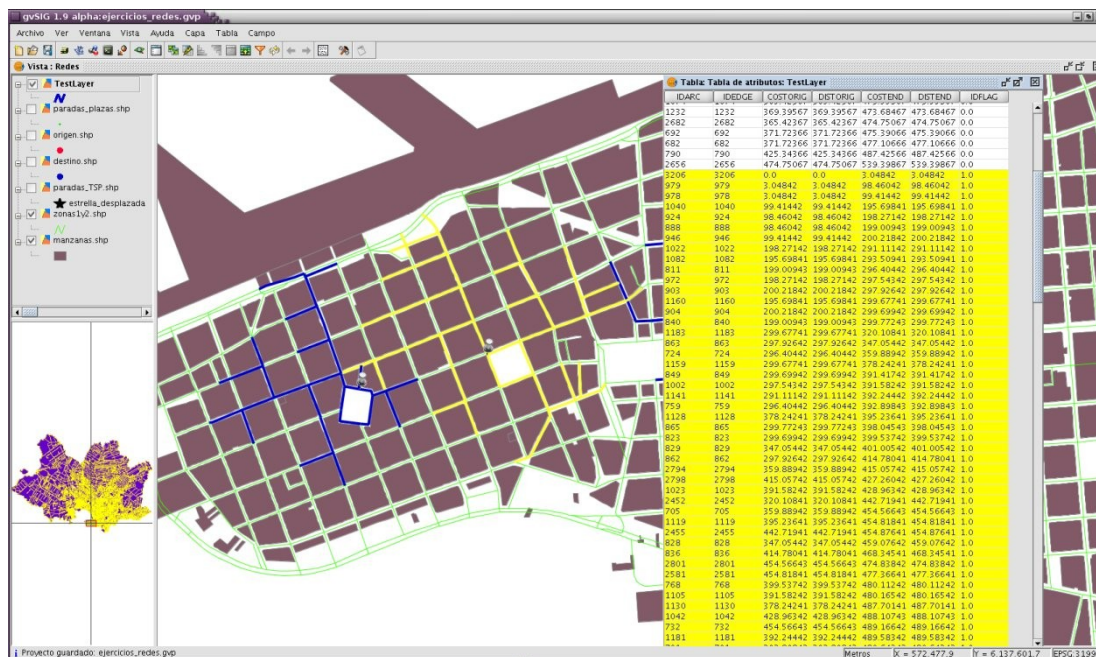 gvSIG 1.9 alpha:ejercicios_redes.gvp
Archivo Ver Ventana Vista Ayuda Capa Tabla Campo
Vista : Redes
TestLayer
paradas_plazas.shp
origen.shp
destino.shp
paradas_TSP.shp
estrella_desplazada
zonas1y2.shp
manzanas.shp
Tabla: Tabla de atributos: TestLayer
IDARC IDEDGE COSTORIG DISTORIG COSTEND DISTEND IDFLAG
1232 1232 369.39567 369.39567 473.68467 473.68467 0.0
2682 2682 365.42367 365.42367 474.75067 474.75067 0.0
692 692 371.72366 371.72366 475.39066 475.39066 0.0
682 682 371.72366 371.72366 477.10666 477.10666 0.0
790 790 425.34366 425.34366 487.42566 487.42566 0.0
2656 2656 474.75067 474.75067 539.39867 539.39867 0.0
3206 3206 0.0 0.0 3.04842 3.04842 1.0
979 979 3.04842 3.04842 98.46042 98.46042 1.0
978 978 3.04842 3.04842 99.41442 99.41442 1.0
1040 1040 99.41442 99.41442 195.69841 195.69841 1.0
924 924 98.46042 98.46042 198.27142 198.27142 1.0
888 888 98.46042 98.46042 199.00943 199.00943 1.0
946 946 99.41442 99.41442 200.21842 200.21842 1.0
1022 1022 198.27142 198.27142 291.11142 291.11142 1.0
1082 1082 195.69841 195.69841 293.50941 293.50941 1.0
811 811 199.00943 199.00943 296.40442 296.40442 1.0
972 972 198.27142 198.27142 297.54342 297.54342 1.0
903 903 200.21842 200.21842 297.92642 297.92642 1.0
1160 1160 195.69841 195.69841 299.67741 299.67741 1.0
904 904 200.21842 200.21842 299.69942 299.69942 1.0
840 840 199.00943 199.00943 299.77243 299.77243 1.0
1183 1183 299.67741 299.67741 320.10841 320.10841 1.0
863 863 297.92642 297.92642 347.05442 347.05442 1.0
724 724 296.40442 296.40442 359.88942 359.88942 1.0
1159 1159 299.67741 299.67741 378.24241 378.24241 1.0
849 849 299.69942 299.69942 391.41742 391.41742 1.0
1002 1002 297.54342 297.54342 391.58242 391.58242 1.0
1141 1141 291.11142 291.11142 392.24442 392.24442 1.0
759 759 296.40442 296.40442 392.89843 392.89843 1.0
1128 1128 378.24241 378.24241 395.23641 395.23641 1.0
865 865 299.77243 299.77243 398.04543 398.04543 1.0
823 823 299.69942 299.69942 399.53742 399.53742 1.0
829 829 347.05442 347.05442 401.00542 401.00542 1.0
862 862 297.92642 297.92642 414.78041 414.78041 1.0
2794 2794 359.88942 359.88942 415.05742 415.05742 1.0
2798 2798 415.05742 415.05742 427.26042 427.26042 1.0
1023 1023 391.58242 391.58242 428.96342 428.96342 1.0
2452 2452 320.10841 320.10841 442.71941 442.71941 1.0
705 705 359.88942 359.88942 454.56643 454.56643 1.0
1119 1119 395.23641 395.23641 454.81841 454.81841 1.0
2455 2455 442.71941 442.71941 454.87641 454.87641 1.0
828 828 347.05442 347.05442 459.07642 459.07642 1.0
836 836 414.78041 414.78041 468.34541 468.34541 1.0
2801 2801 454.56643 454.56643 474.83842 474.83842 1.0
2581 2581 454.81841 454.81841 477.36641 477.36641 1.0
768 768 399.53742 399.53742 480.11242 480.11242 1.0
1105 1105 391.58242 391.58242 480.16542 480.16542 1.0
1130 1130 378.24241 378.24241 487.70141 487.70141 1.0
1042 1042 428.96342 428.96342 488.10743 488.10743 1.0
732 732 454.56643 454.56643 489.16642 489.16642 1.0
1181 1181 392.24442 392.24442 489.58342 489.58342 1.0
Proyecto guardado: ejercicios_redes.gvp
Metros X = 572.477,9 Y = 6.137.601,7 EPSG:3199